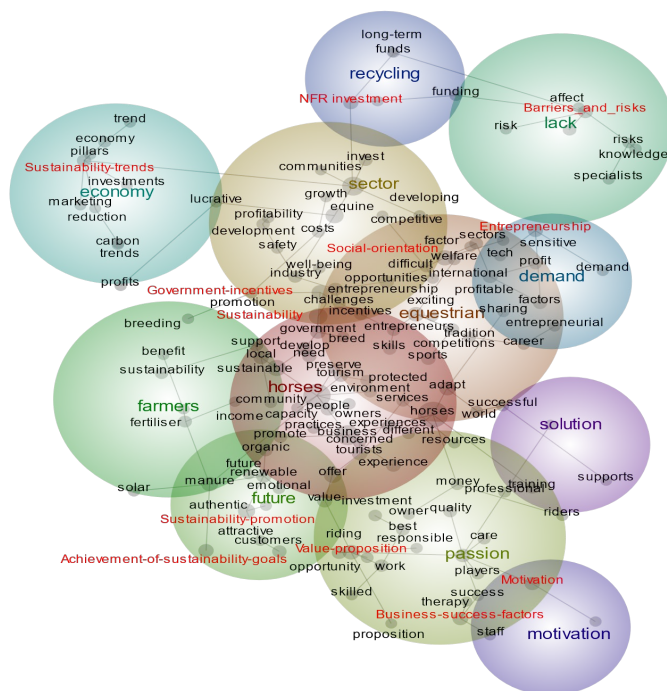 long-term
funds
recycling
NFR investment
funding
affect
Barriers_and_risks
risk
lack
risks
knowledge
specialists
trend
economy
pillars
Sustainability-trends
investments
economy
marketing
reduction
carbon
trends
profits
lucrative
communities
invest
sector
growth
developing
equine
profitability
competitive
development
costs
safety
Social-orientation
well-being
industry
Government-incentives
promotion
Entrepreneurship
factor
sectors
sensitive
welfare
tech
difficult
profit
demand
opportunities
international
demand
entrepreneurship
profitable
exciting
factors
challenges
sharing
incentives
equestrian
Sustainability
entrepreneurial
government
entrepreneurs
tradition
breeding
support
develop
breed
skills
competitions
career
benefit
local
need
sports
sustainability
sustainable
preserve
tourism
protected
horses
environment
adapt
farmers
community
people
services
successful
income
capacity
owners
horses
world
fertiliser
practices
experiences
solution
promote
business
different
concerned
resources
organic
tourists
future
experience
supports
renewable
offer
solar
manure
emotional
money
training
professional
future
value
investment
authentic
owner
quality
riders
Sustainability-promotion
best
attractive
riding
responsible
care
customers
Value-proposition
passion
Achievement-of-sustainability-goals
opportunity
work
players
Motivation
skilled
success
therapy
Business-success-factors
proposition
staff
motivation